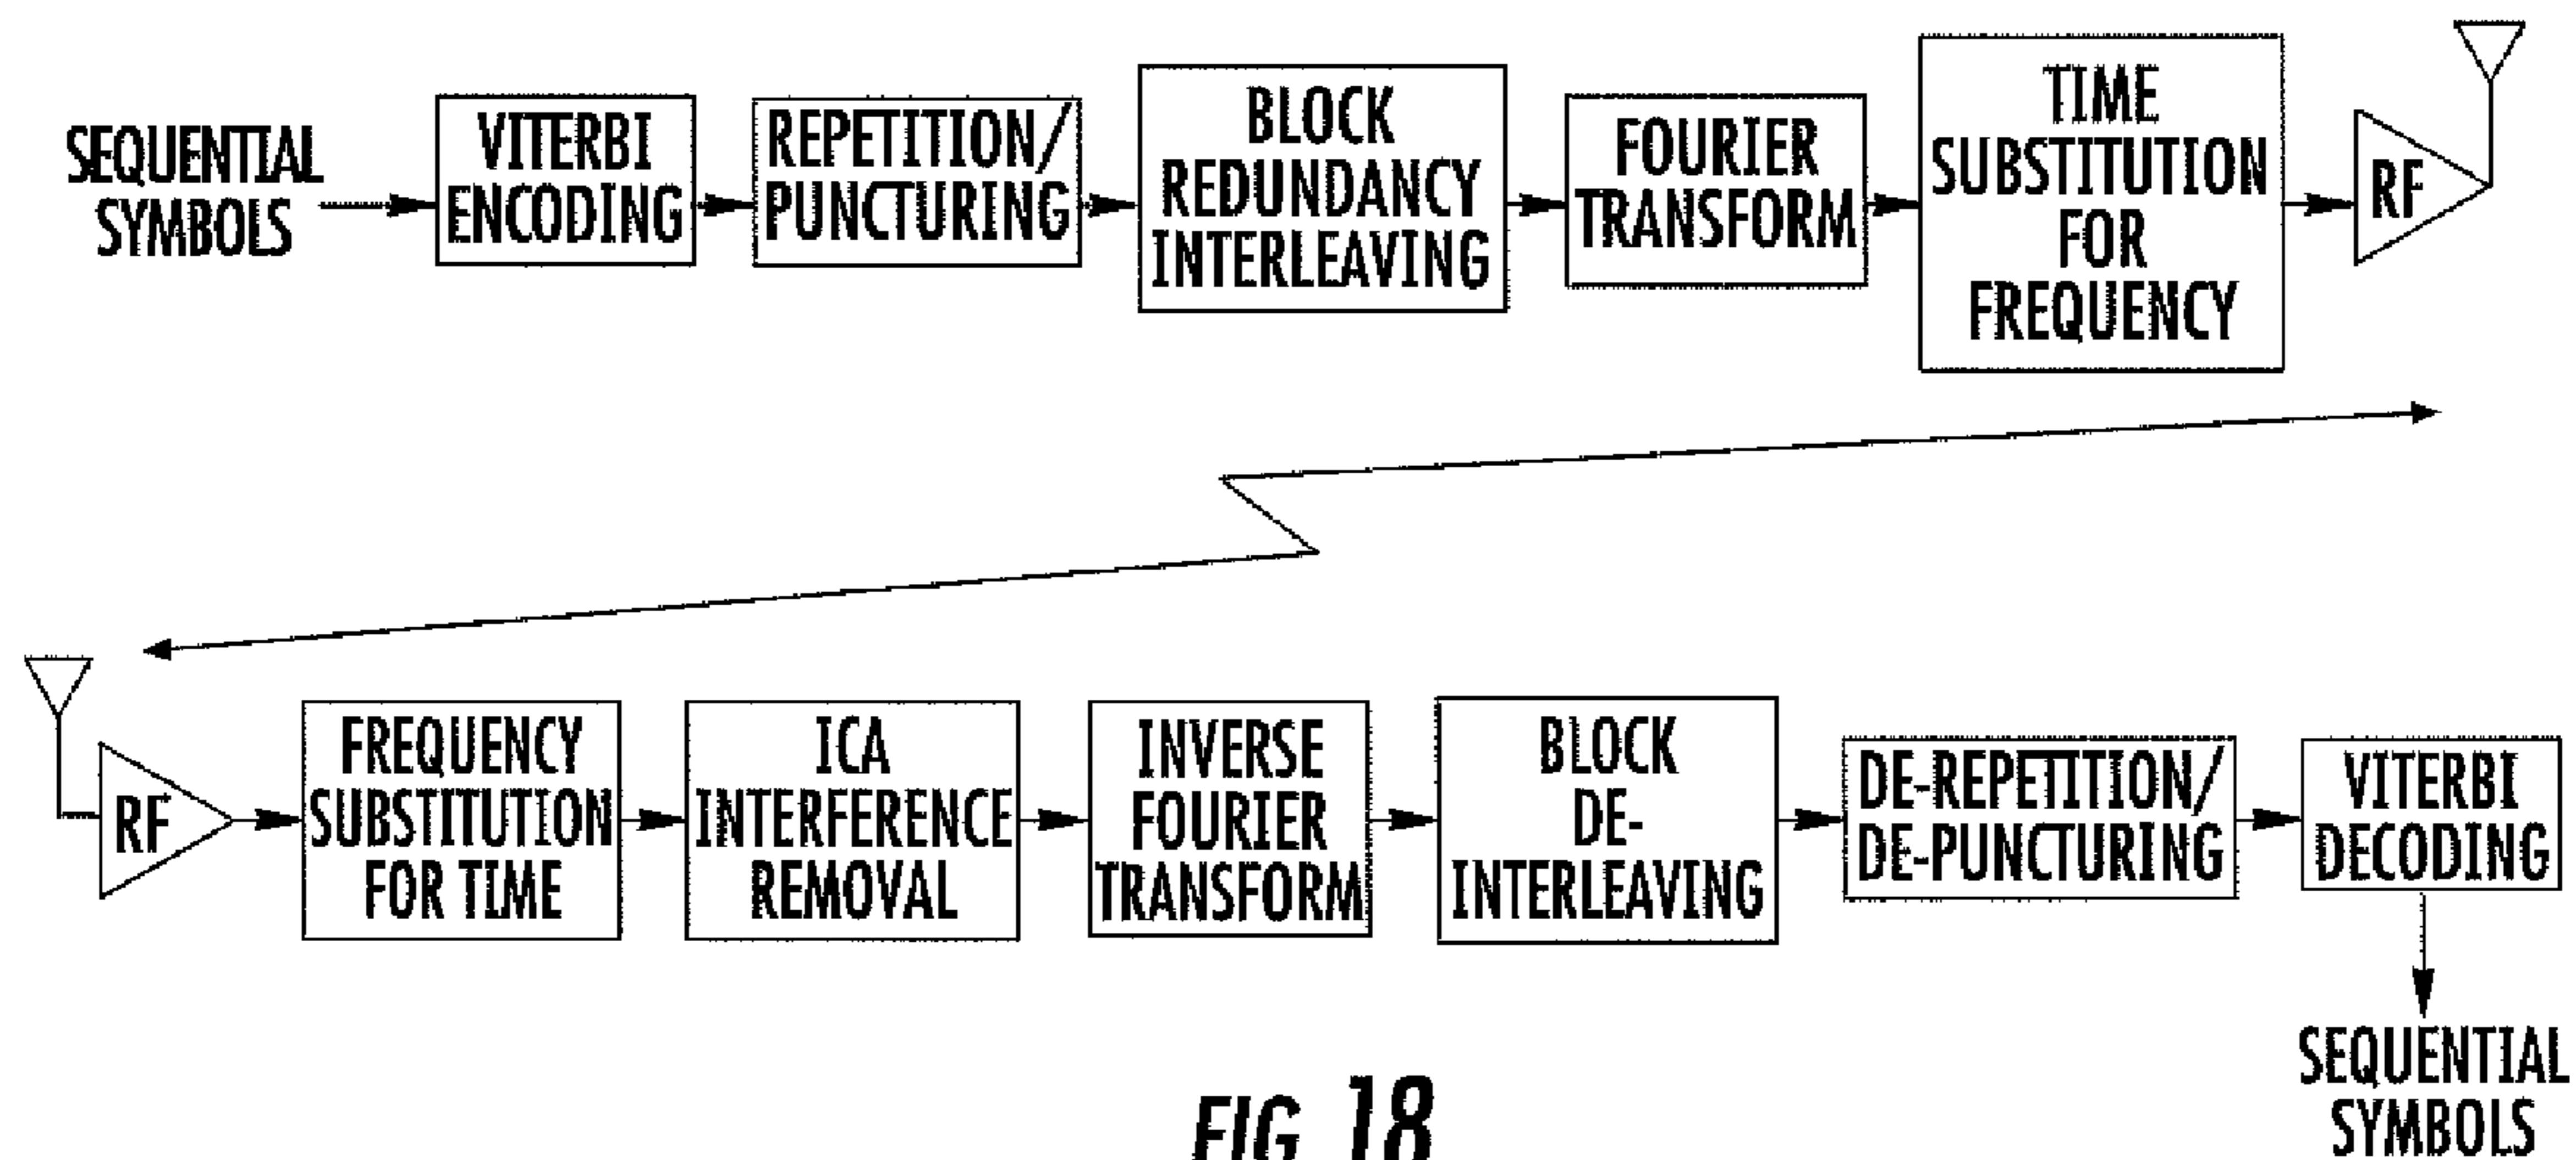 SEQUENTIAL
SYMBOLS
VITERBI
ENCODING
REPETITION/
PUNCTURING
BLOCK
REDUNDANCY
INTERLEAVING
FOURIER
TRANSFORM
TIME
SUBSTITUTION
FOR
FREQUENCY
RF
RF
FREQUENCY
SUBSTITUTION
FOR TIME
ICA
INTERFERENCE
REMOVAL
INVERSE
FOURIER
TRANSFORM
BLOCK
DE-
INTERLEAVING
DE-REPETITION/
DE-PUNCTURING
VITERBI
DECODING
SEQUENTIAL
SYMBOLS
FIG 18